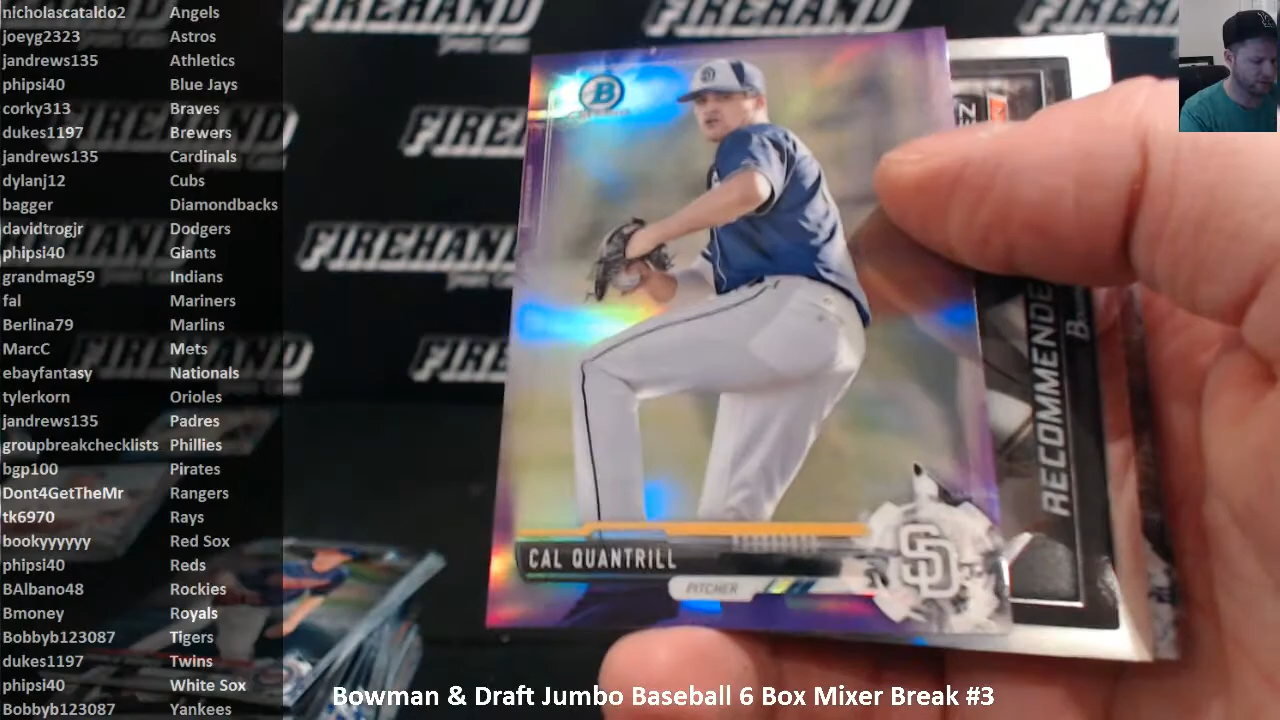 nicholascataldo2 Angels
joeyg2323 Astros
jandrews135 Athletics
phipsi40 Blue Jays
corky313 Braves
dukes1197 Brewers
jandrews135 Cardinals
dylanj12 Cubs
bagger Diamondbacks
davidtrogjr Dodgers
phipsi40 Giants
grandmag59 Indians
fal Mariners
Berlina79 Marlins
MarcC Mets
ebayfantasy Nationals
tylerkorn Orioles
jandrews135 Padres
groupbreakchecklists Phillies
bgp100 Pirates
Dont4GetTheMr Rangers
tk6970 Rays
bookyyyyyy Red Sox
phipsi40 Reds
BAlbano48 Rockies
Bmoney Royals
Bobbyb123087 Tigers
dukes1197 Twins
phipsi40 White Sox
Bobbyb123087 Yankees
FIREHAND
FIREHAND
FIREHAND
B
SD
CAL QUANTRILL
PITCHER
RECOMMENDE
Bowman & Draft Jumbo Baseball 6 Box Mixer Break #3